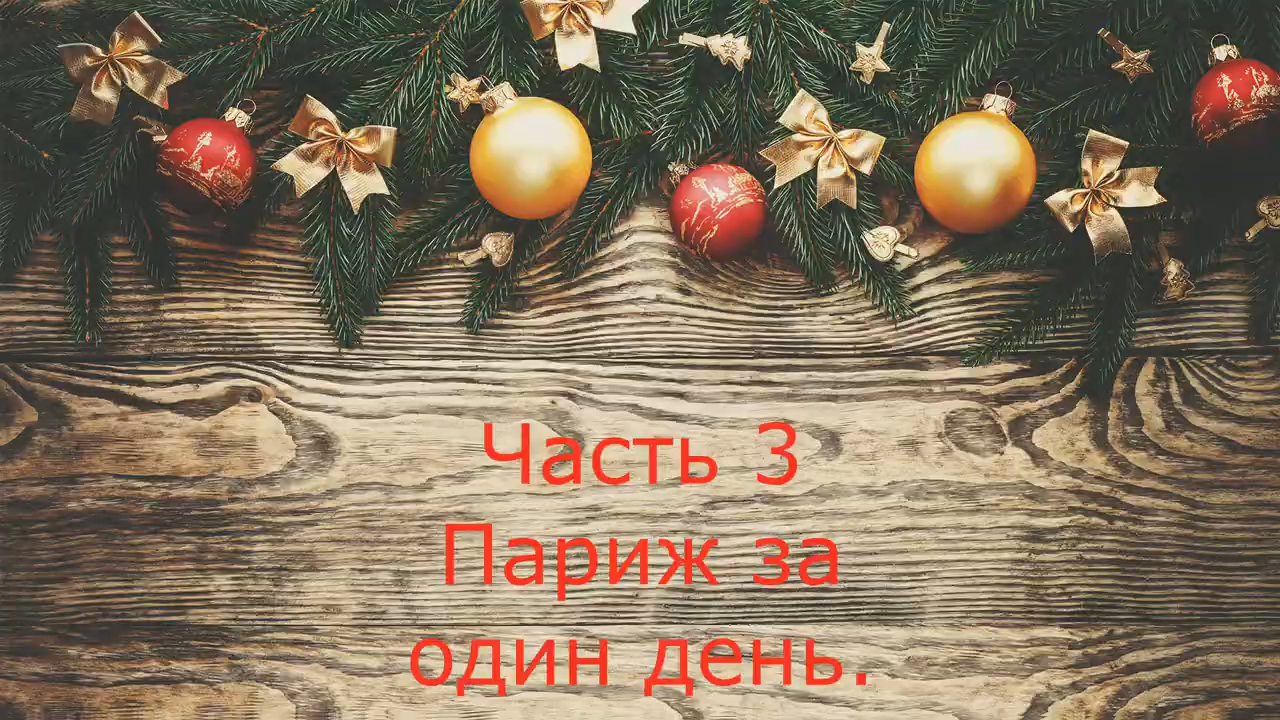 Часть 3
Париж за
один день.